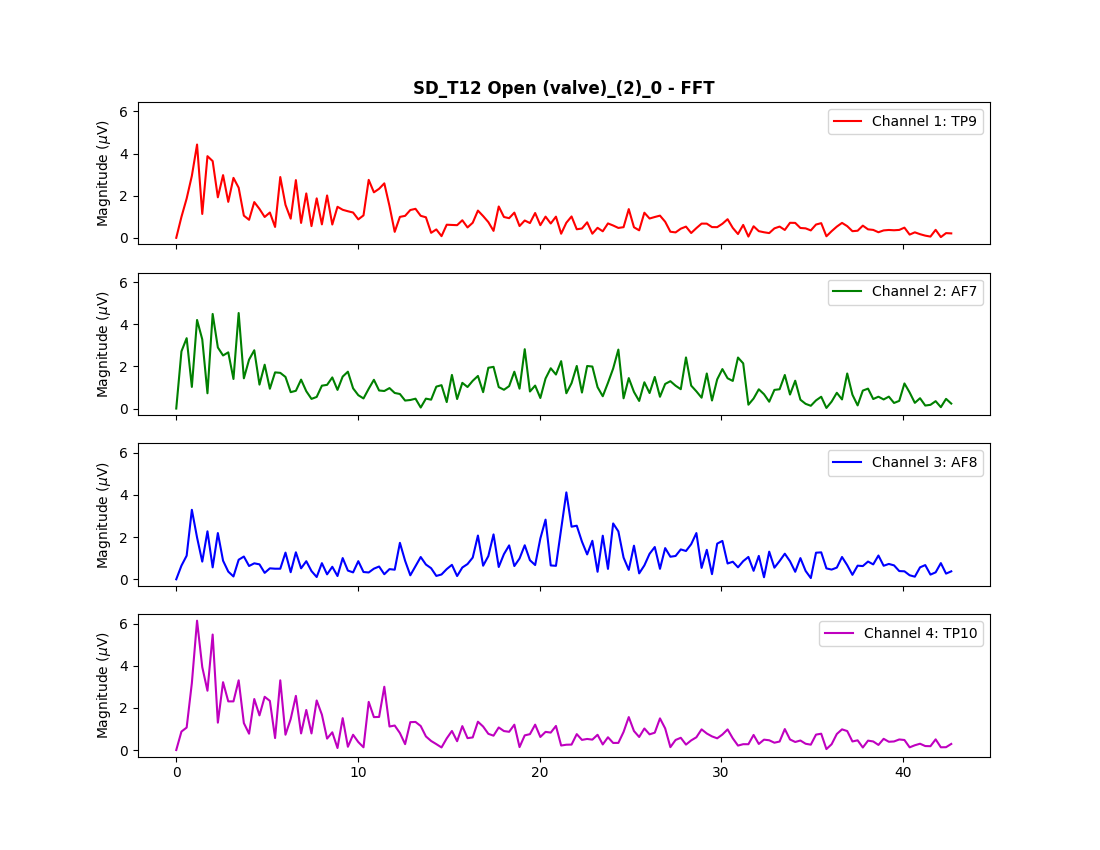 SD_T12 Open (valve)_(2)_0 - FFT
6
4
2
0
Magnitude (μV)
Channel 1: TP9
6
4
2
0
Magnitude (μV)
Channel 2: AF7
6
4
2
0
Magnitude (μV)
Channel 3: AF8
6
4
2
0
Magnitude (μV)
Channel 4: TP10
0 10 20 30 40